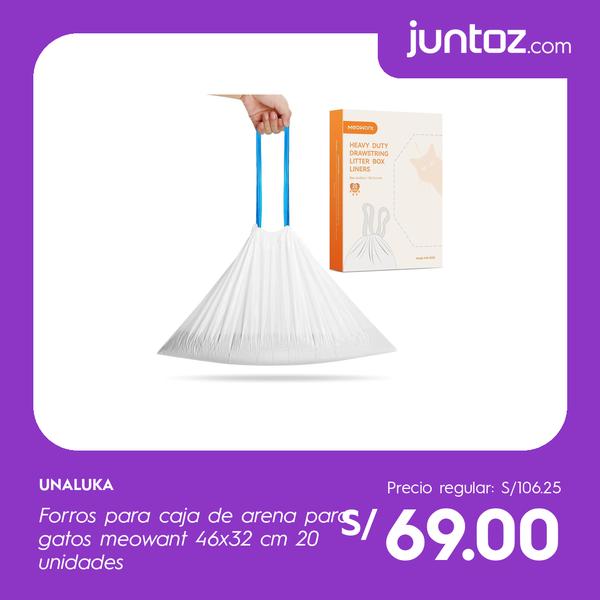 juntoz.com
meowant
HEAVY DUTY
DRAWSTRING
LITTER BOX
LINERS
UNALUKA
Precio regular: S/106.25
Forros para caja de arena para
gatos meowant 46x32 cm 20
unidades
S/ 69.00